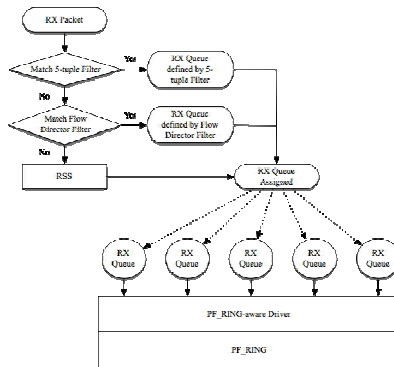 RX Packet
Match 5-tuple Filter
Yes
RX Queue
defined by 5-
tuple Filter
No
Match Flow
Director Filter
Yes
RX Queue
defined by Flow
Director Filter
No
RSS
RX Queue
Assigned
RX
Queue
RX
Queue
RX
Queue
RX
Queue
RX
Queue
PF_RING-aware Driver
PF_RING